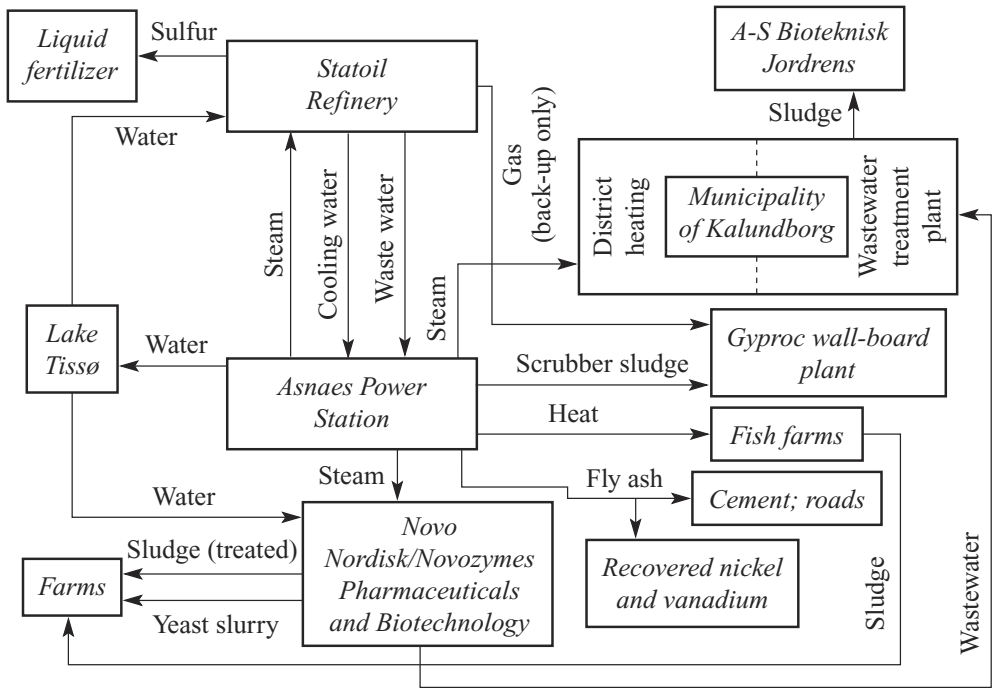 Liquid
fertilizer
Sulfur
Statoil
Refinery
A-S Bioteknisk
Jordrens
Sludge
Water
Gas
(back-up only)
District
heating
Municipality
of Kalundborg
Wastewater
treatment
plant
Steam
Cooling water
Waste water
Steam
Lake
Tissø
Water
Asnaes Power
Station
Scrubber sludge
Gyproc wall-board
plant
Heat
Fish farms
Steam
Fly ash
Cement; roads
Water
Novo
Nordisk/Novozymes
Pharmaceuticals
and Biotechnology
Sludge (treated)
Farms
Yeast slurry
Recovered nickel
and vanadium
Sludge
Wastewater